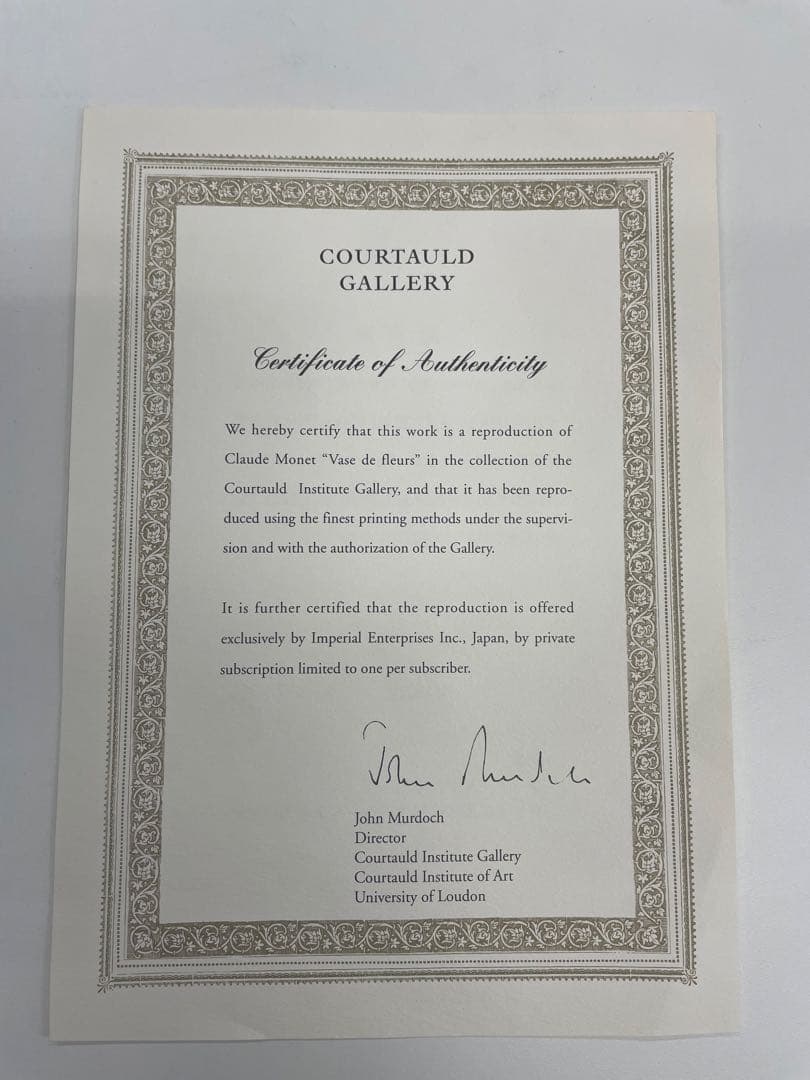 COURTAULD
GALLERY
Certificate of Authenticity
We hereby certify that this work is a reproduction of
Claude Monet “Vase de fleurs” in the collection of the
Courtauld Institute Gallery, and that it has been repro-
duced using the finest printing methods under the supervi-
sion and with the authorization of the Gallery.
It is further certified that the reproduction is offered
exclusively by Imperial Enterprises Inc., Japan, by private
subscription limited to one per subscriber.
John Murdoch
John Murdoch
Director
Courtauld Institute Gallery
Courtauld Institute of Art
University of Loudon